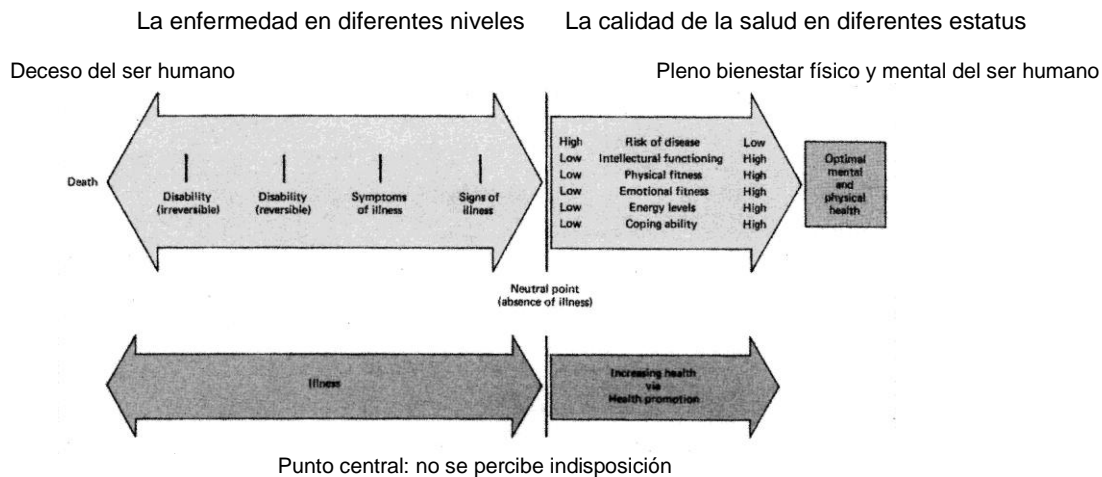 La enfermedad en diferentes niveles
La calidad de la salud en diferentes estatus
Deceso del ser humano
Pleno bienestar físico y mental del ser humano
Death
Disability
(irreversible)
Disability
(reversible)
Symptoms
of illness
Signs of
illness
High Risk of disease Low
Low Intellectural functioning High
Low Physical fitness High
Low Emotional fitness High
Low Energy levels High
Low Coping ability High
Optimal
mental
and
physical
health
Neutral point
(absence of illness)
Illness
Increasing health
via
Health promotion
Punto central: no se percibe indisposición